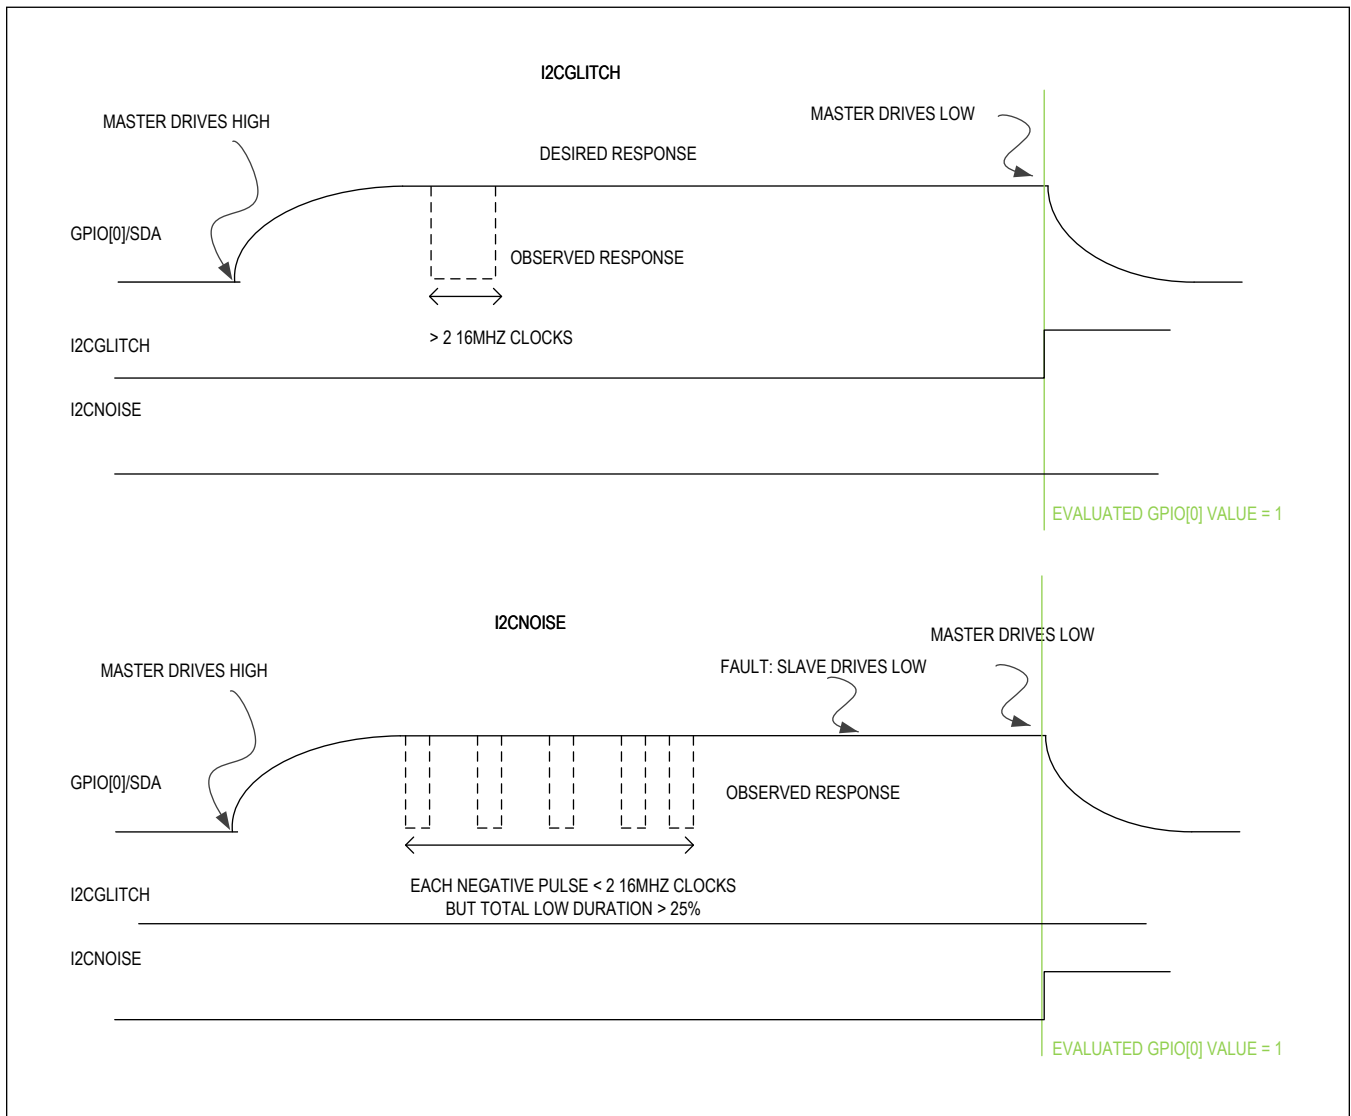 I2CGLITCH
MASTER DRIVES HIGH
MASTER DRIVES LOW
DESIRED RESPONSE
GPIO[0]/SDA
OBSERVED RESPONSE
> 2 16MHZ CLOCKS
I2CGLITCH
I2CNOISE
EVALUATED GPIO[0] VALUE = 1
I2CNOISE
MASTER DRIVES LOW
MASTER DRIVES HIGH
FAULT: SLAVE DRIVES LOW
GPIO[0]/SDA
OBSERVED RESPONSE
EACH NEGATIVE PULSE < 2 16MHZ CLOCKS
BUT TOTAL LOW DURATION > 25%
I2CGLITCH
I2CNOISE
EVALUATED GPIO[0] VALUE = 1